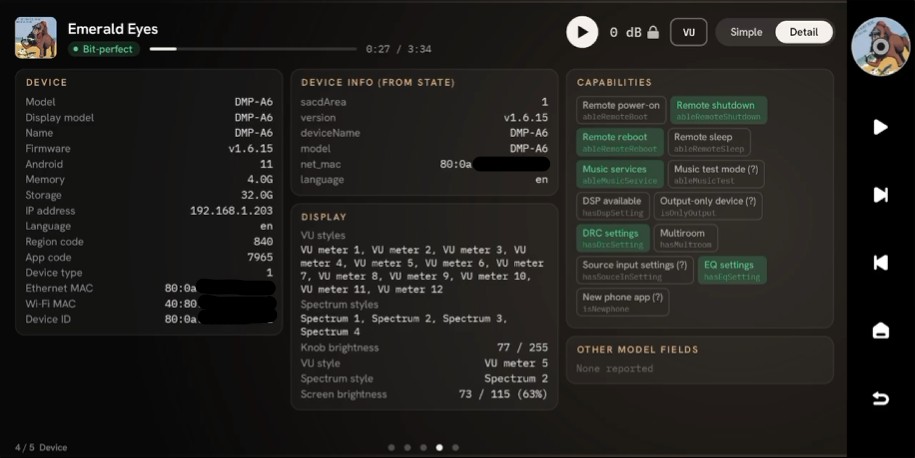 Emerald Eyes
Bit-perfect
0:27 / 3:34
0 dB
VU
Simple
Detail
DEVICE
Model DMP-A6
Display model DMP-A6
Name DMP-A6
Firmware v1.6.15
Android 11
Memory 4.0G
Storage 32.0G
IP address 192.168.1.203
Language en
Region code 840
App code 7965
Device type 1
Ethernet MAC 80:0a
Wi-Fi MAC 40:80
Device ID 80:0a
DEVICE INFO (FROM STATE)
sacdArea 1
version v1.6.15
deviceName DMP-A6
model DMP-A6
net_mac 80:0a
language en
DISPLAY
VU styles
VU meter 1, VU meter 2, VU meter 3, VU
meter 4, VU meter 5, VU meter 6, VU meter
7, VU meter 8, VU meter 9, VU meter 10,
VU meter 11, VU meter 12
Spectrum styles
Spectrum 1, Spectrum 2, Spectrum 3,
Spectrum 4
Knob brightness 77 / 255
VU style VU meter 5
Spectrum style Spectrum 2
Screen brightness 73 / 115 (63%)
CAPABILITIES
Remote power-on
ableRemoteBoot
Remote shutdown
ableRemoteShutdown
Remote reboot
ableRemoteReboot
Remote sleep
ableRemoteSleep
Music services
ableMusicService
Music test mode (?)
ableMusicTest
DSP available
hasDspSetting
Output-only device (?)
isOnlyOutput
DRC settings
hasDrcSetting
Multiroom
hasMultroom
Source input settings (?)
hasSourceInSetting
EQ settings
hasEqSetting
New phone app (?)
isNewphone
OTHER MODEL FIELDS
None reported
4 / 5 Device